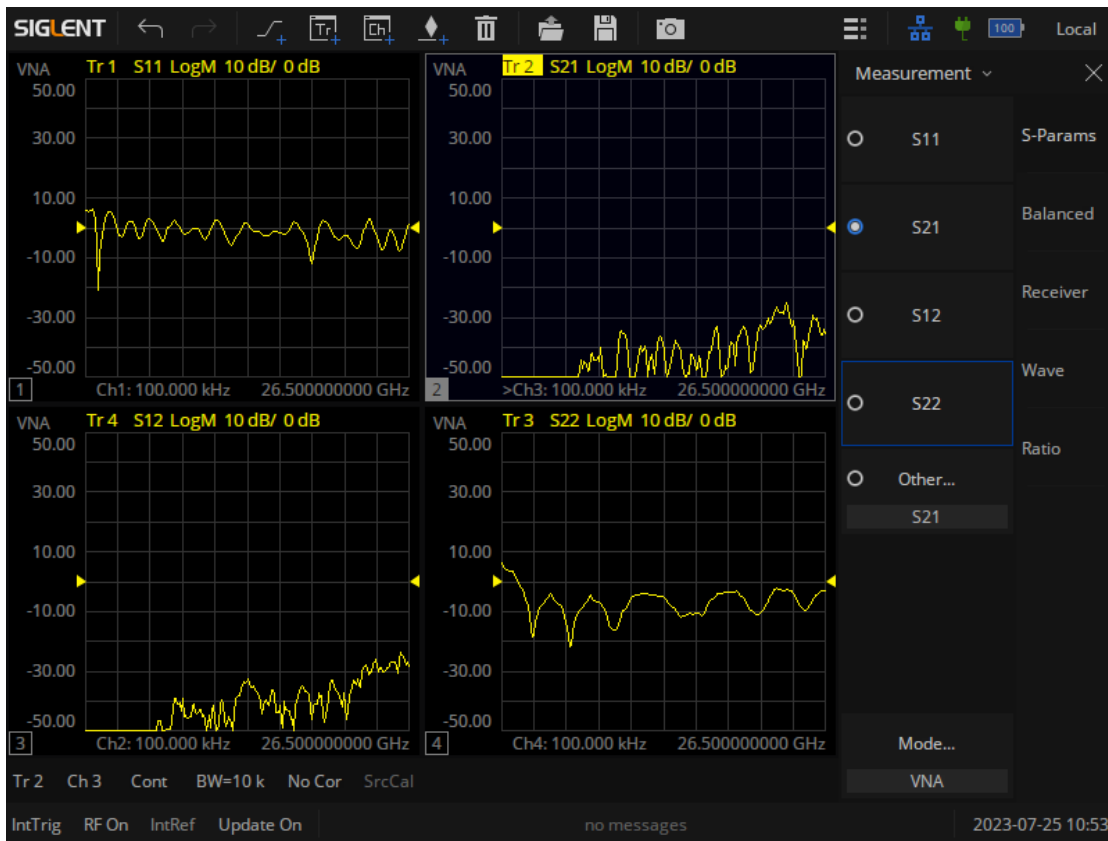 SIGLENT Tr Ch 100 Local
VNA Tr 1 S11 LogM 10 dB/ 0 dB
50.00
30.00
10.00
-10.00
-30.00
-50.00
1 Ch1: 100.000 kHz 26.500000000 GHz
VNA Tr 2 S21 LogM 10 dB/ 0 dB
50.00
30.00
10.00
-10.00
-30.00
-50.00
2 >Ch3: 100.000 kHz 26.500000000 GHz
VNA Tr 4 S12 LogM 10 dB/ 0 dB
50.00
30.00
10.00
-10.00
-30.00
-50.00
3 Ch2: 100.000 kHz 26.500000000 GHz
VNA Tr 3 S22 LogM 10 dB/ 0 dB
50.00
30.00
10.00
-10.00
-30.00
-50.00
4 Ch4: 100.000 kHz 26.500000000 GHz
Measurement
S11
S21
S12
S22
Other...
S21
Mode...
VNA
S-Params
Balanced
Receiver
Wave
Ratio
Tr 2 Ch 3 Cont BW=10 k No Cor SrcCal
IntTrig RF On IntRef Update On no messages 2023-07-25 10:53